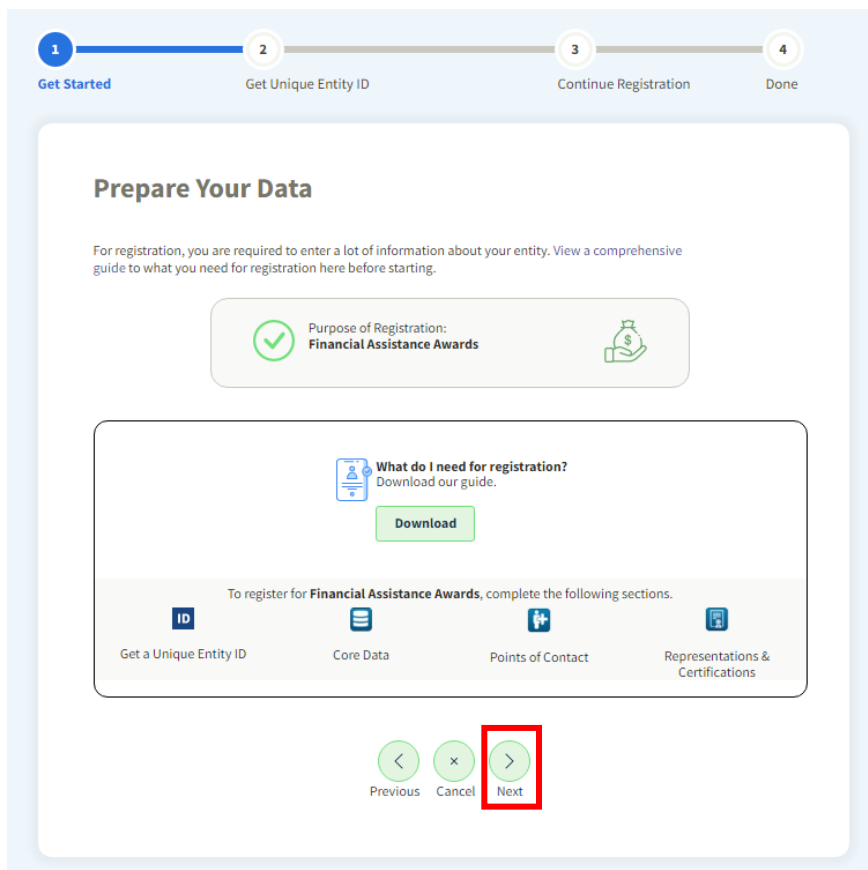 1 2 3 4
Get Started Get Unique Entity ID Continue Registration Done
Prepare Your Data
For registration, you are required to enter a lot of information about your entity. View a comprehensive
guide to what you need for registration here before starting.
Purpose of Registration:
Financial Assistance Awards
$
What do I need for registration?
Download our guide.
Download
To register for Financial Assistance Awards, complete the following sections.
ID
Get a Unique Entity ID Core Data Points of Contact Representations &
Certifications
Previous Cancel Next